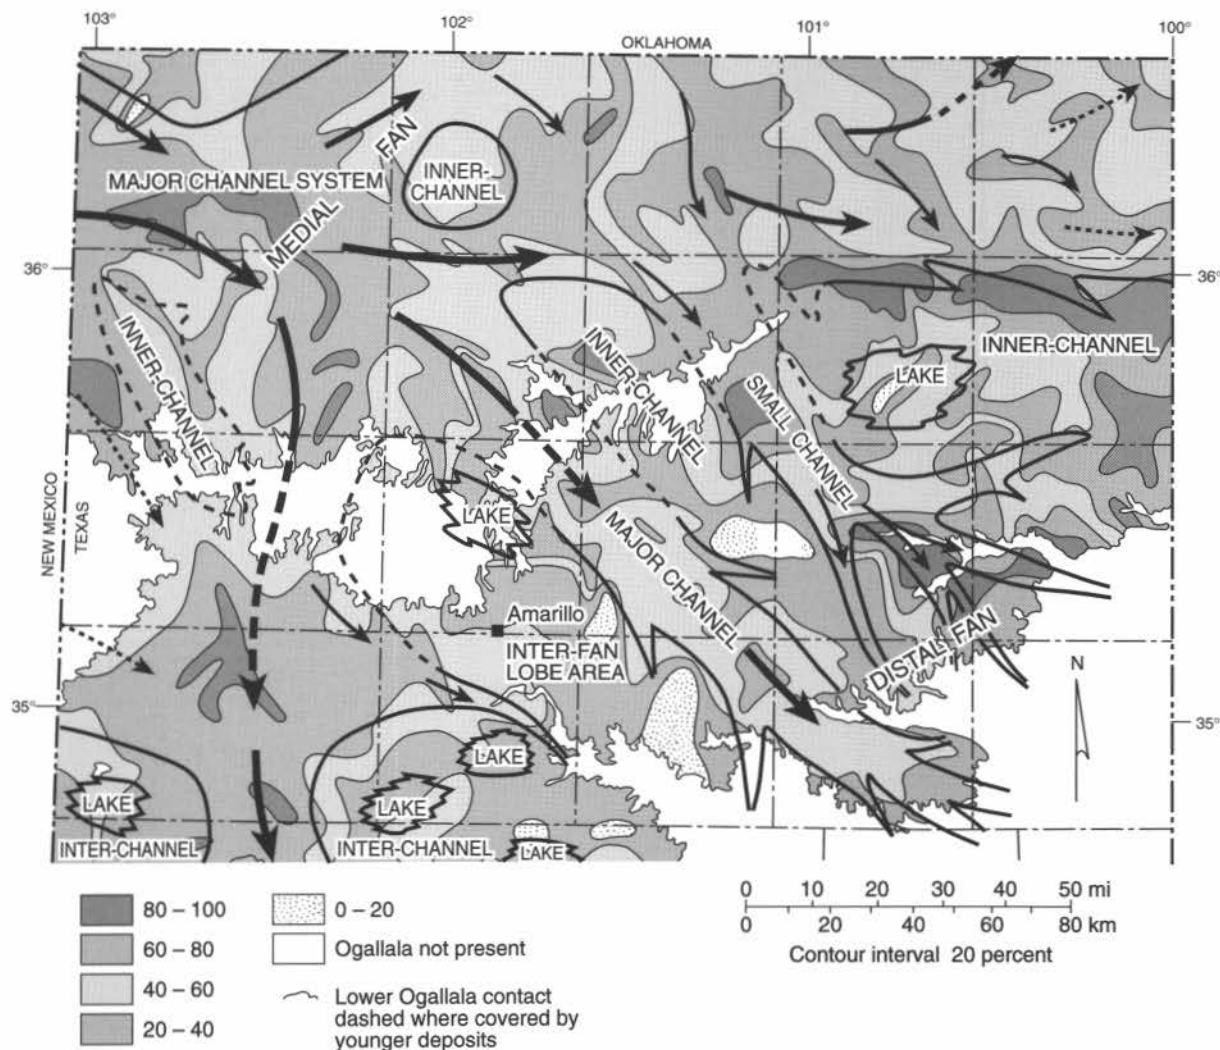 103°
102°
101°
100°
OKLAHOMA
FAN
MAJOR CHANNEL SYSTEM
INNER-
CHANNEL
MEDIAL
36°
36°
INNER-CHANNEL
INNER-CHANNEL
INNER-CHANNEL
LAKE
SMALL CHANNEL
NEW MEXICO
TEXAS
LAKE
MAJOR CHANNEL
Amarillo
INTER-FAN
LOBE AREA
DISTAL FAN
N
35°
35°
LAKE
LAKE
LAKE
LAKE
INTER-CHANNEL
INTER-CHANNEL
80 – 100
60 – 80
40 – 60
20 – 40
0 – 20
Ogallala not present
Lower Ogallala contact
dashed where covered by
younger deposits
0 10 20 30 40 50 mi
0 20 40 60 80 km
Contour interval 20 percent